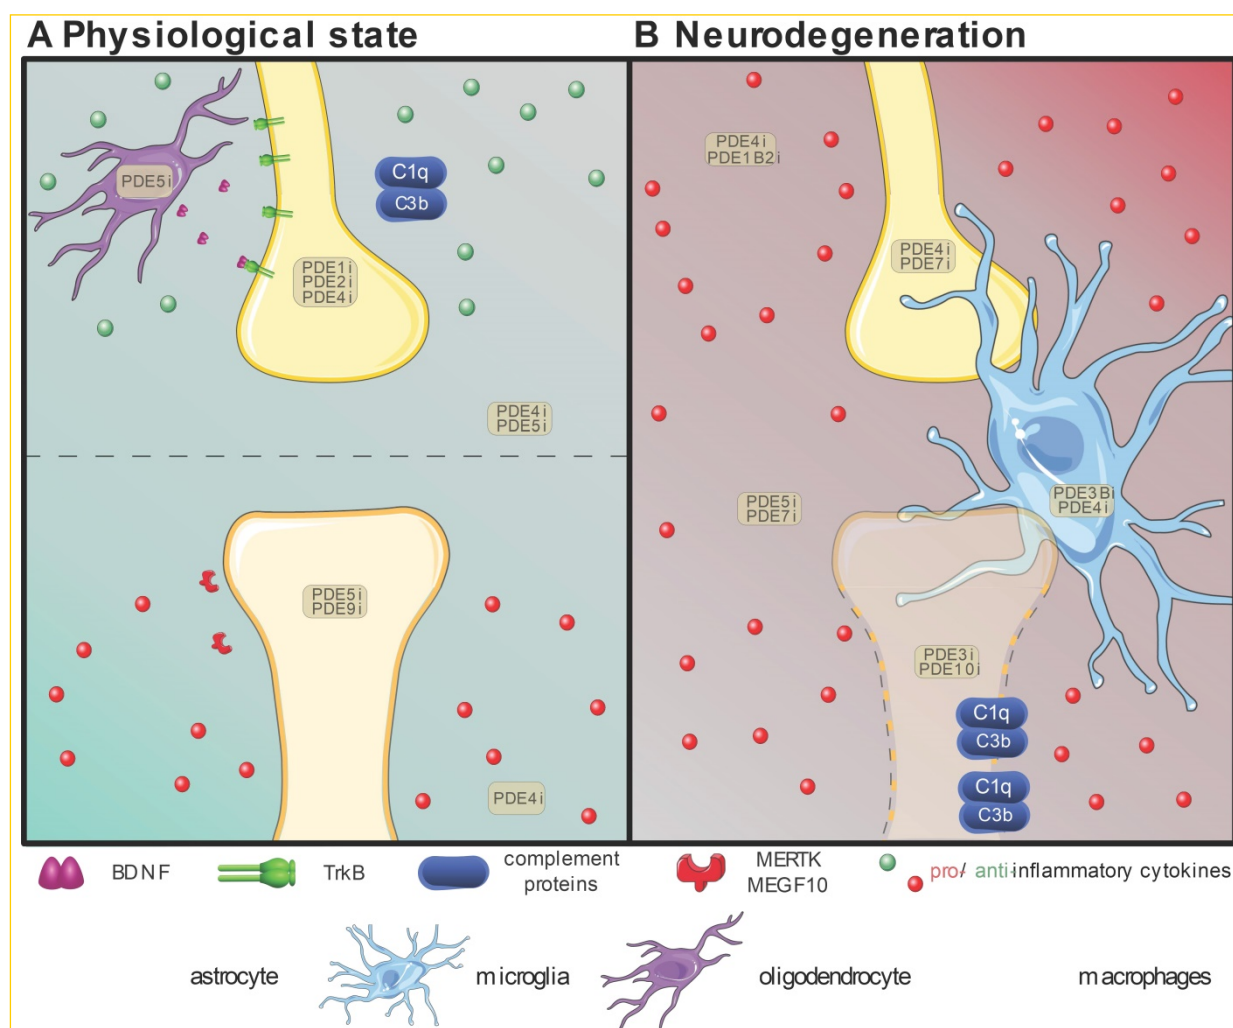 A Physiological state
B Neurodegeneration
PDE5i
C1q
C3b
PDE1i
PDE2i
PDE4i
PDE4i
PDE5i
PDE5i
PDE9i
PDE4i
PDE4i
PDE1B2i
PDE4i
PDE7i
PDE3Bi
PDE4i
PDE5i
PDE7i
PDE3i
PDE10i
C1q
C3b
C1q
C3b
BDNF
TrkB
complement
proteins
MERTK
MEGF10
pro-/ anti-inflammatory cytokines
astrocyte
microglia
oligodendrocyte
macrophages